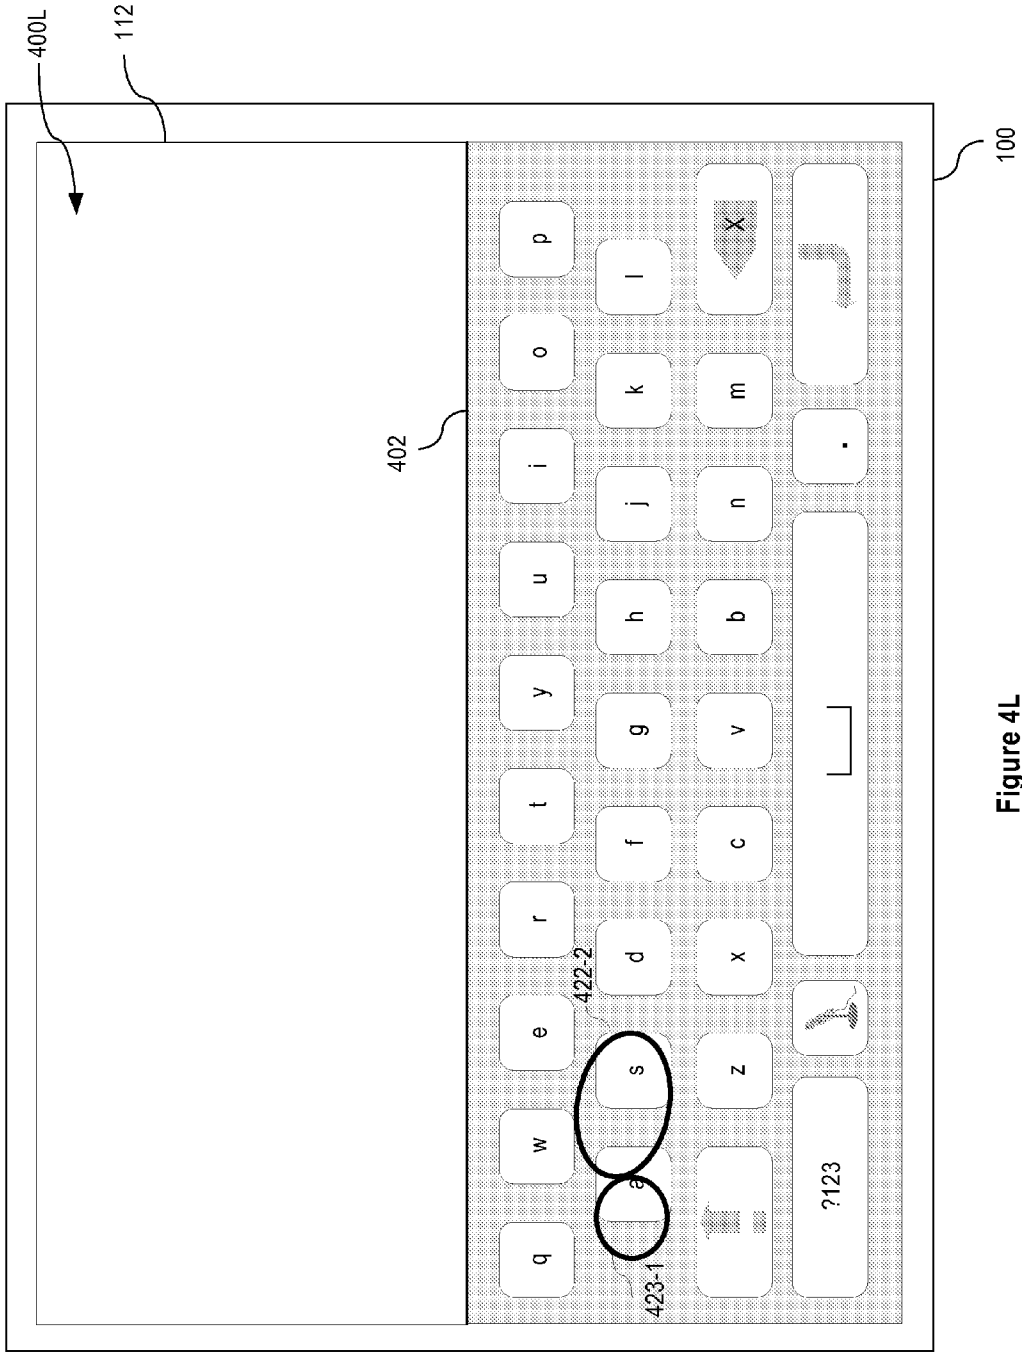 400L
112
402
q w e r t y u i o p
422-2
a s d f g h j k l
423-1
z x c v b n m X
?123 .
100
Figure 4L